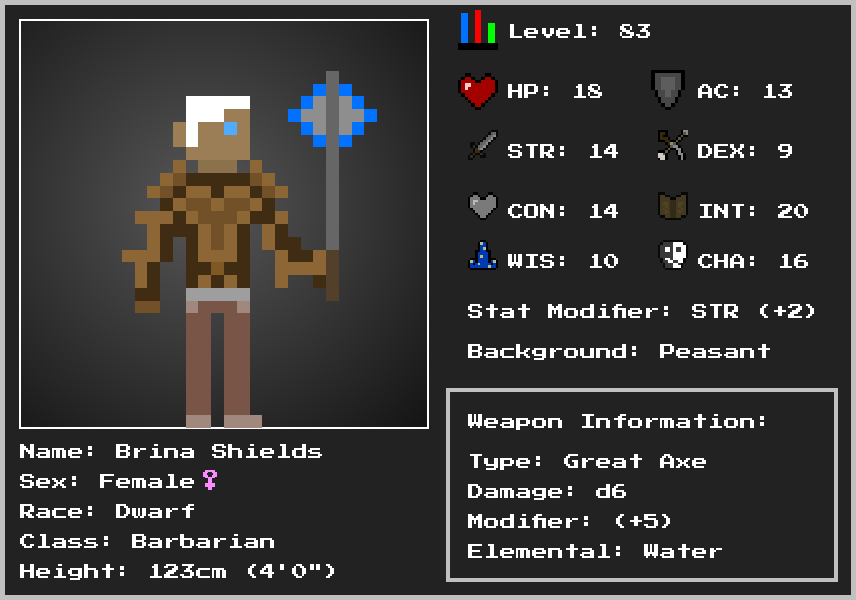 Level: 83
HP: 18
AC: 13
STR: 14
DEX: 9
CON: 14
INT: 20
WIS: 10
CHA: 16
Stat Modifier: STR (+2)
Background: Peasant
Weapon Information:
Type: Great Axe
Damage: d6
Modifier: (+5)
Elemental: Water
Name: Brina Shields
Sex: Female♀
Race: Dwarf
Class: Barbarian
Height: 123cm (4'0")